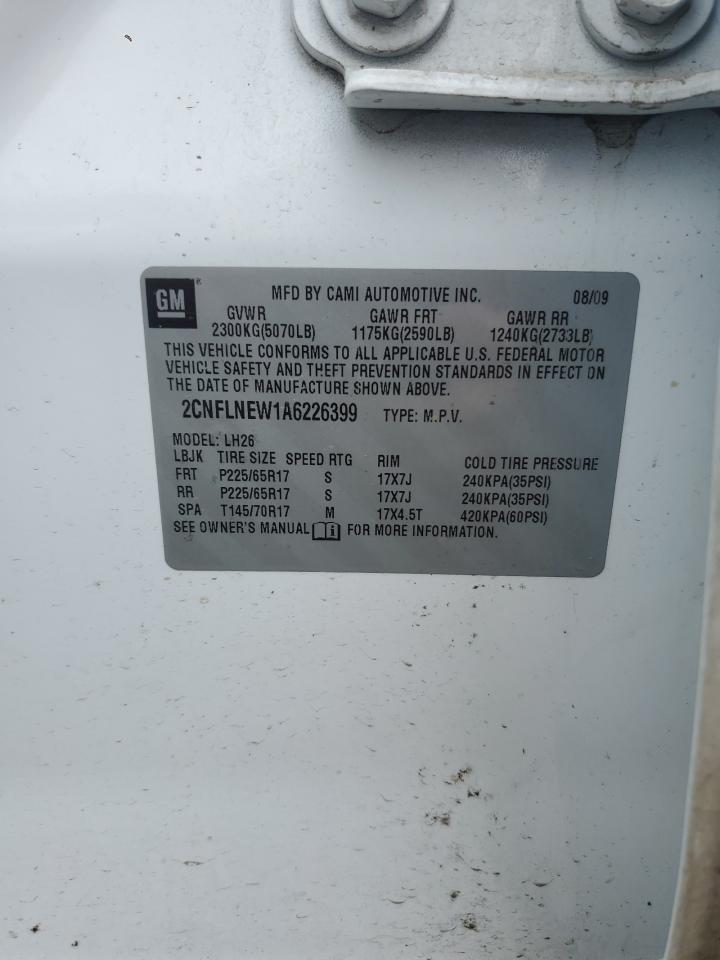 GM ® MFD BY CAMI AUTOMOTIVE INC. 08/09
GVWR GAWR FRT GAWR RR
2300KG(5070LB) 1175KG(2590LB) 1240KG(2733LB)
THIS VEHICLE CONFORMS TO ALL APPLICABLE U.S. FEDERAL MOTOR
VEHICLE SAFETY AND THEFT PREVENTION STANDARDS IN EFFECT ON
THE DATE OF MANUFACTURE SHOWN ABOVE.
2CNFLNEW1A6226399 TYPE: M.P.V.
MODEL: LH26
LBJK TIRE SIZE SPEED RTG RIM COLD TIRE PRESSURE
FRT P225/65R17 S 17X7J 240KPA(35PSI)
RR P225/65R17 S 17X7J 240KPA(35PSI)
SPA T145/70R17 M 17X4.5T 420KPA(60PSI)
SEE OWNER'S MANUAL i FOR MORE INFORMATION.